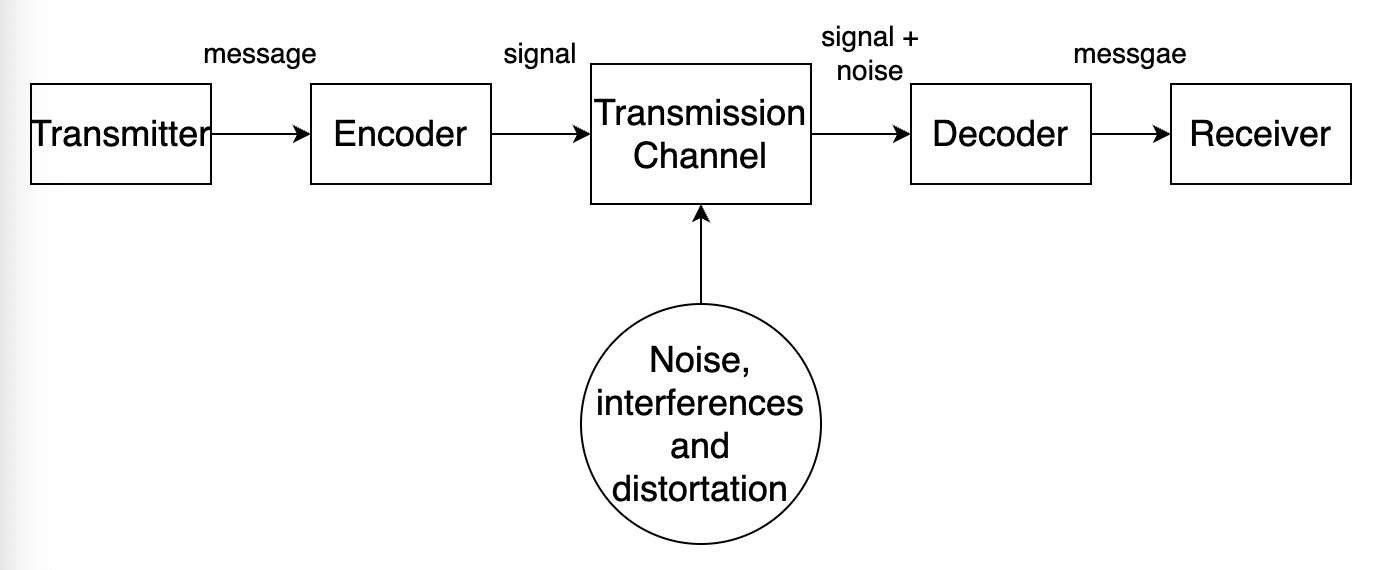 message
signal
signal +
noise
messgae
Transmitter
Encoder
Transmission
Channel
Decoder
Receiver
Noise,
interferences
and
distortation